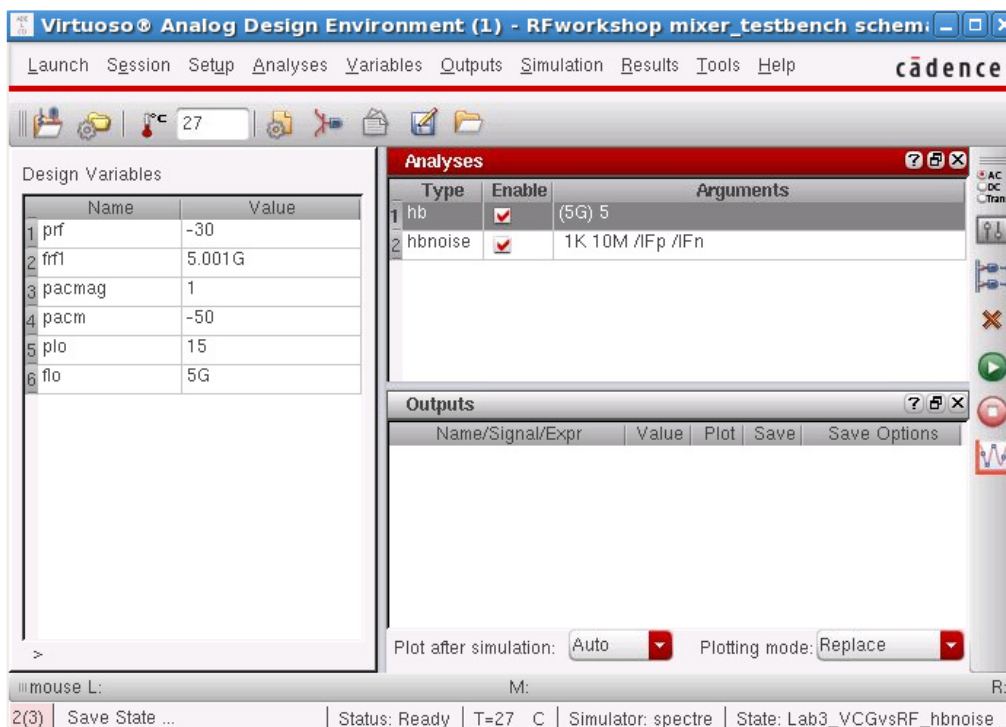 Virtuoso® Analog Design Environment (1) - RFworkshop mixer_testbench schem
Launch Session Setup Analyses Variables Outputs Simulation Results Tools Help cādence
°C 27
Design Variables
Name Value
1 prf -30
2 frf1 5.001G
3 pacmag 1
4 pacm -50
5 plo 15
6 flo 5G
>
Analyses
Type Enable Arguments
1 hb (5G) 5
2 hbnoise 1K 10M /IFp /IFn
AC
DC
Trans
Outputs
Name/Signal/Expr Value Plot Save Save Options
Plot after simulation: Auto Plotting mode: Replace
mouse L: M: R:
2(3) Save State ... Status: Ready T=27 C Simulator: spectre State: Lab3_VCGvsRF_hbnoise